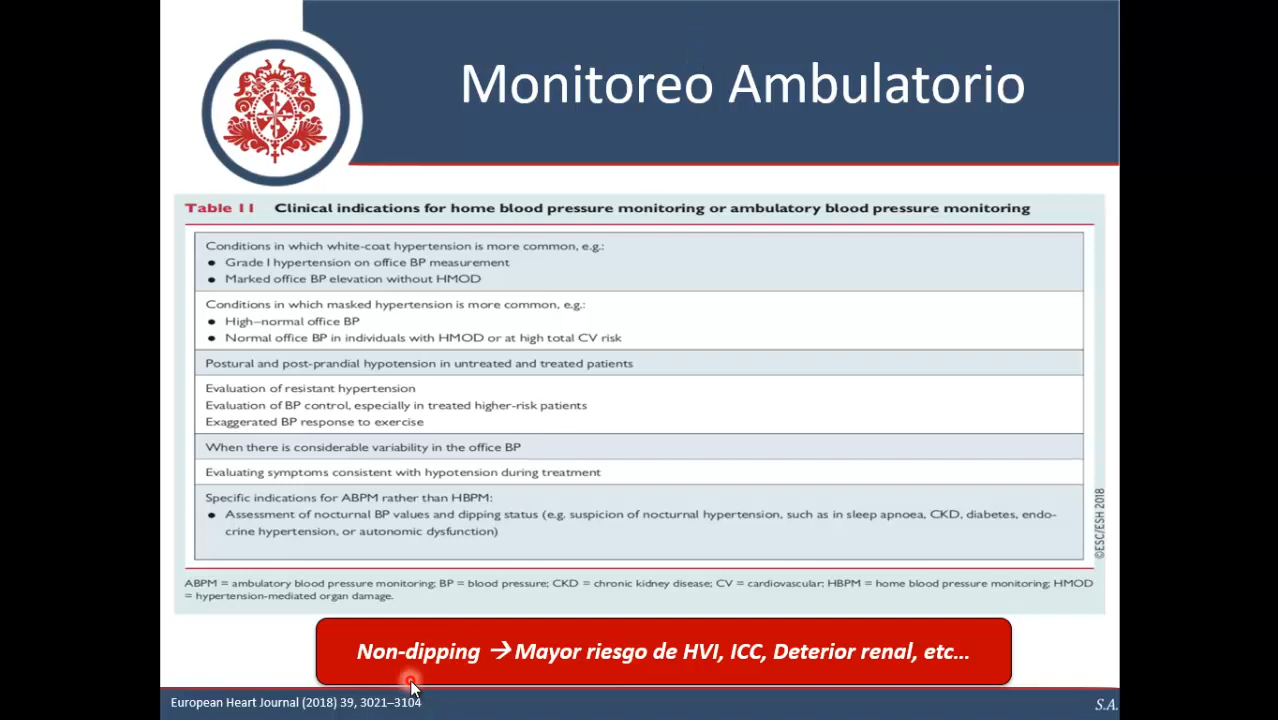 Monitoreo Ambulatorio
Table 11 Clinical indications for home blood pressure monitoring or ambulatory blood pressure monitoring
Conditions in which white-coat hypertension is more common, e.g.:
● Grade I hypertension on office BP measurement
● Marked office BP elevation without HMOD
Conditions in which masked hypertension is more common, e.g.:
● High–normal office BP
● Normal office BP in individuals with HMOD or at high total CV risk
Postural and post-prandial hypotension in untreated and treated patients
Evaluation of resistant hypertension
Evaluation of BP control, especially in treated higher-risk patients
Exaggerated BP response to exercise
When there is considerable variability in the office BP
Evaluating symptoms consistent with hypotension during treatment
Specific indications for ABPM rather than HBPM:
● Assessment of nocturnal BP values and dipping status (e.g. suspicion of nocturnal hypertension, such as in sleep apnoea, CKD, diabetes, endo-
crine hypertension, or autonomic dysfunction)
©ESC/ESH 2018
ABPM = ambulatory blood pressure monitoring; BP = blood pressure; CKD = chronic kidney disease; CV = cardiovascular; HBPM = home blood pressure monitoring; HMOD
= hypertension-mediated organ damage.
Non-dipping → Mayor riesgo de HVI, ICC, Deterior renal, etc...
European Heart Journal (2018) 39, 3021–3104
S.A.